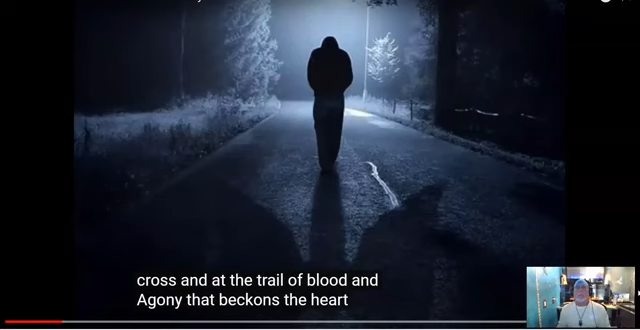 cross and at the trail of blood and
Agony that beckons the heart